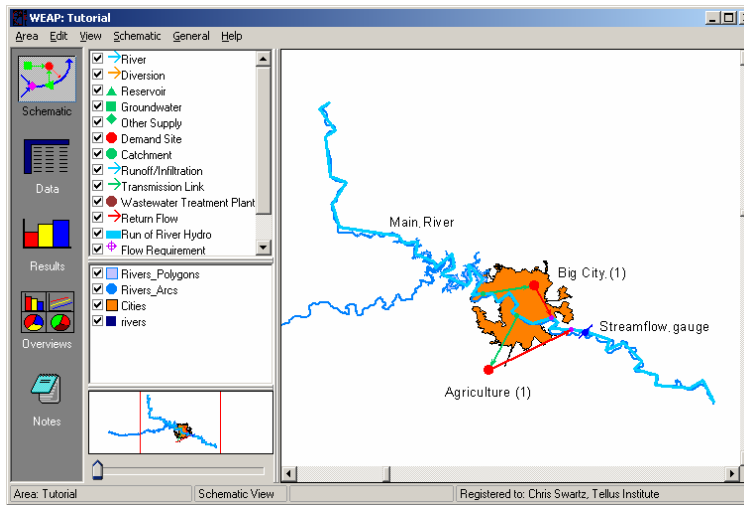 WEAP: Tutorial
Area Edit View Schematic General Help
Schematic
Data
Results
Overviews
Notes
River
Diversion
Reservoir
Groundwater
Other Supply
Demand Site
Catchment
Runoff/Infiltration
Transmission Link
Wastewater Treatment Plant
Return Flow
Run of River Hydro
Flow Requirement
Rivers_Polygons
Rivers_Arcs
Cities
rivers
Main River
Big City (1)
Streamflow gauge
Agriculture (1)
Area: Tutorial
Schematic View
Registered to: Chris Swartz, Tellus Institute